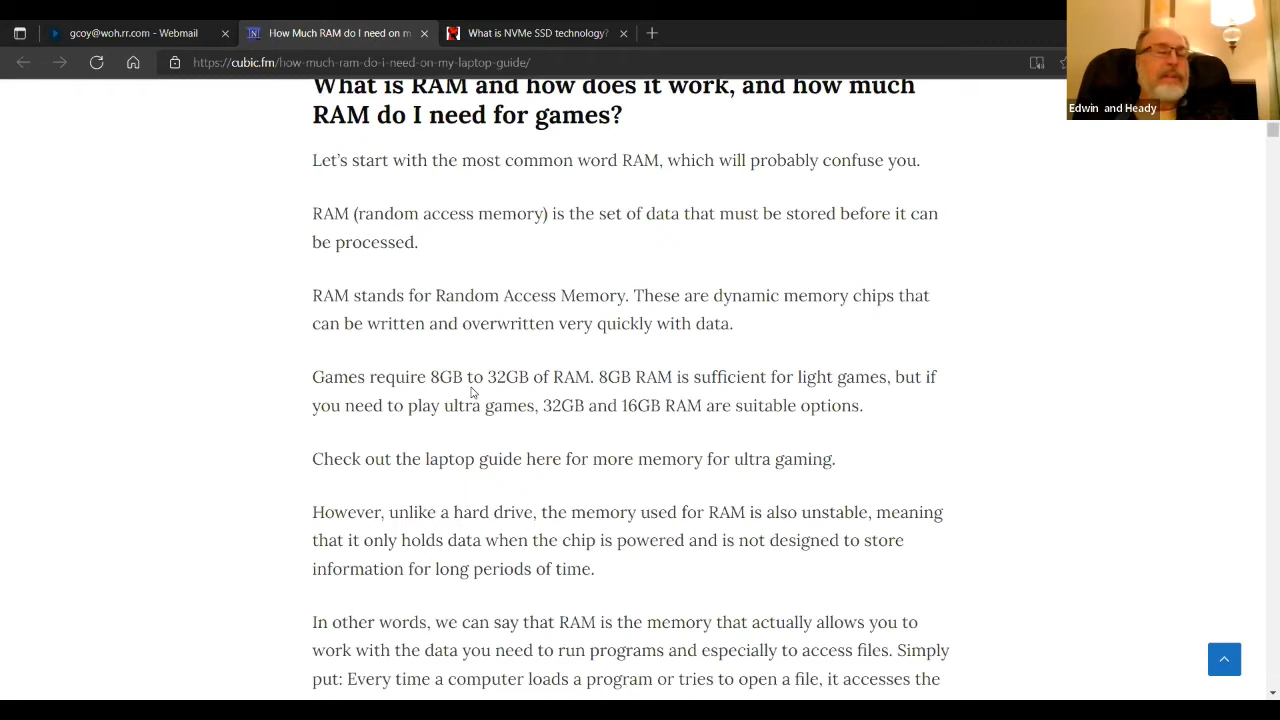 gcoy@woh.rr.com - Webmail
How Much RAM do I need on m
What is NVMe SSD technology?
https://cubic.fm/how-much-ram-do-i-need-on-my-laptop-guide/
Edwin and Heady
What is RAM and how does it work, and how much
RAM do I need for games?
Let's start with the most common word RAM, which will probably confuse you.
RAM (random access memory) is the set of data that must be stored before it can
be processed.
RAM stands for Random Access Memory. These are dynamic memory chips that
can be written and overwritten very quickly with data.
Games require 8GB to 32GB of RAM. 8GB RAM is sufficient for light games, but if
you need to play ultra games, 32GB and 16GB RAM are suitable options.
Check out the laptop guide here for more memory for ultra gaming.
However, unlike a hard drive, the memory used for RAM is also unstable, meaning
that it only holds data when the chip is powered and is not designed to store
information for long periods of time.
In other words, we can say that RAM is the memory that actually allows you to
work with the data you need to run programs and especially to access files. Simply
put: Every time a computer loads a program or tries to open a file, it accesses the